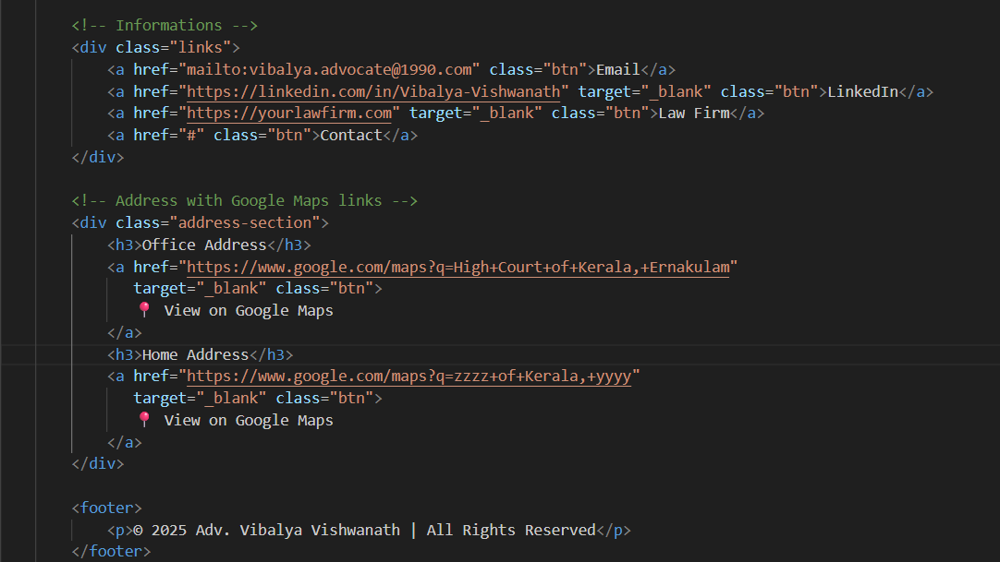 <!-- Informations -->
<div class="links">
<a href="mailto:vibalya.advocate@1990.com" class="btn">Email</a>
<a href="https://linkedin.com/in/Vibalya-Vishwanath" target="_blank" class="btn">LinkedIn</a>
<a href="https://yourlawfirm.com" target="_blank" class="btn">Law Firm</a>
<a href="#" class="btn">Contact</a>
</div>
<!-- Address with Google Maps links -->
<div class="address-section">
<h3>Office Address</h3>
<a href="https://www.google.com/maps?q=High+Court+of+Kerala,+Ernakulam"
target="_blank" class="btn">
📍 View on Google Maps
</a>
<h3>Home Address</h3>
<a href="https://www.google.com/maps?q=zzzz+of+Kerala,+yyyy"
target="_blank" class="btn">
📍 View on Google Maps
</a>
</div>
<footer>
<p>© 2025 Adv. Vibalya Vishwanath | All Rights Reserved</p>
</footer>